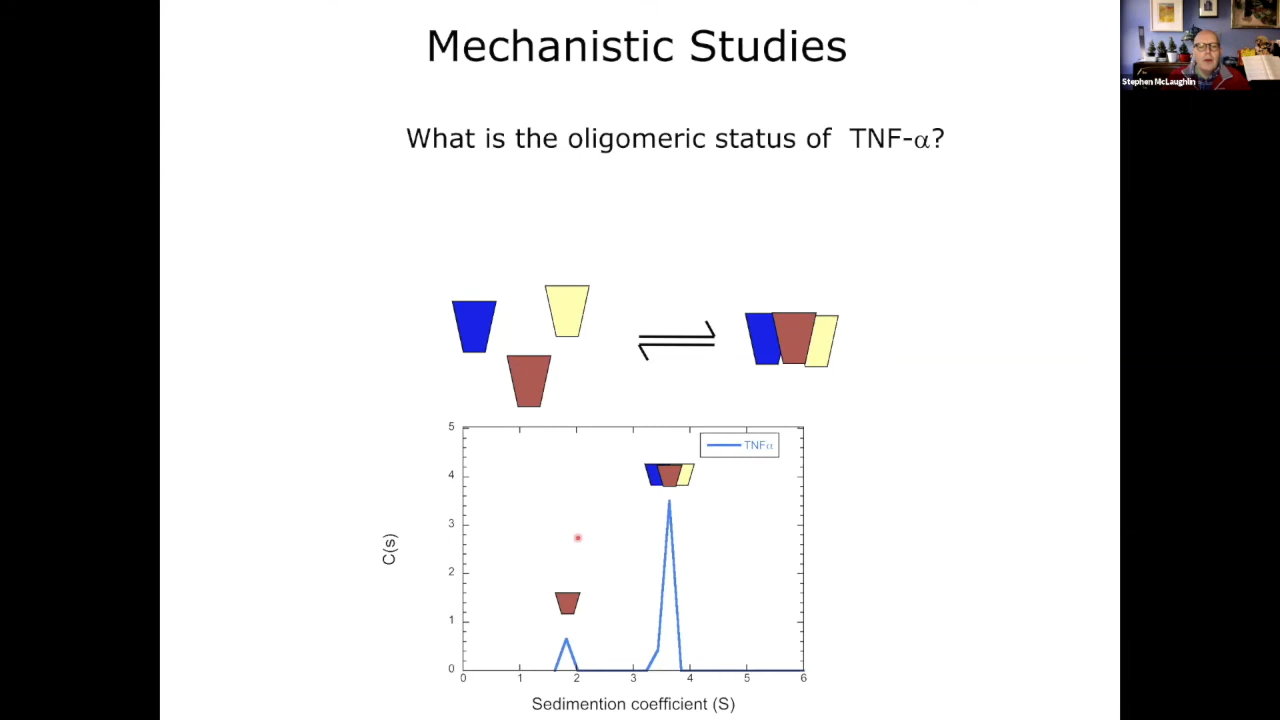 Mechanistic Studies
Stephen McLaughlin
What is the oligomeric status of TNF-α?
5
TNFα
4
3
C(s)
2
1
0
0 1 2 3 4 5 6
Sedimention coefficient (S)